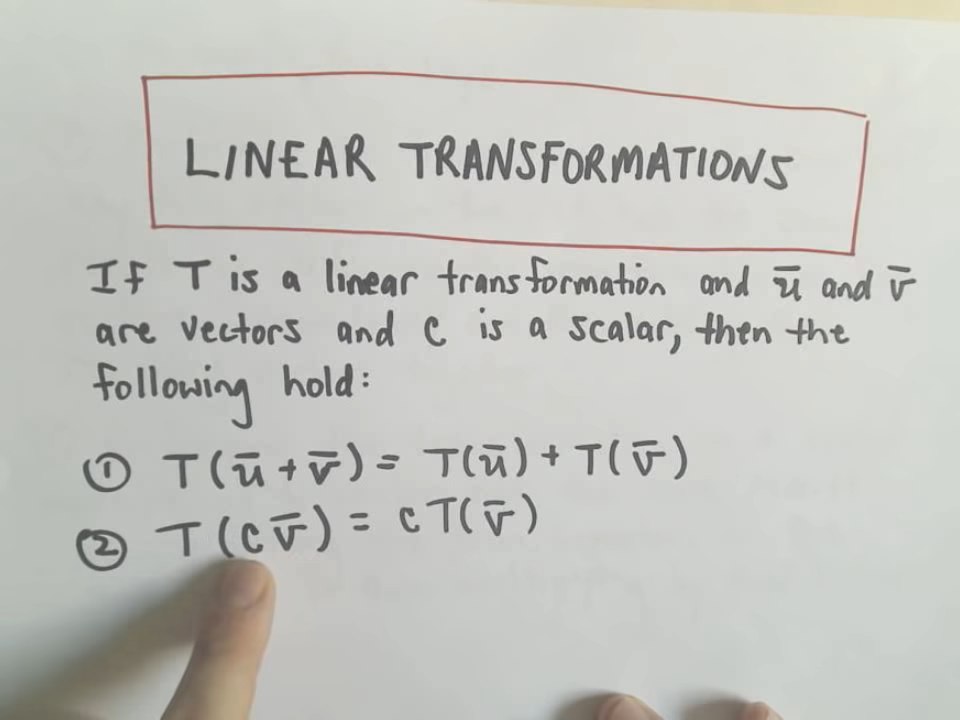 LINEAR TRANSFORMATIONS
If T is a linear transformation and ū and v̄
are vectors and c is a scalar, then the
following hold:
① T(ū + v̄) = T(ū) + T(v̄)
② T(cv̄) = cT(v̄)